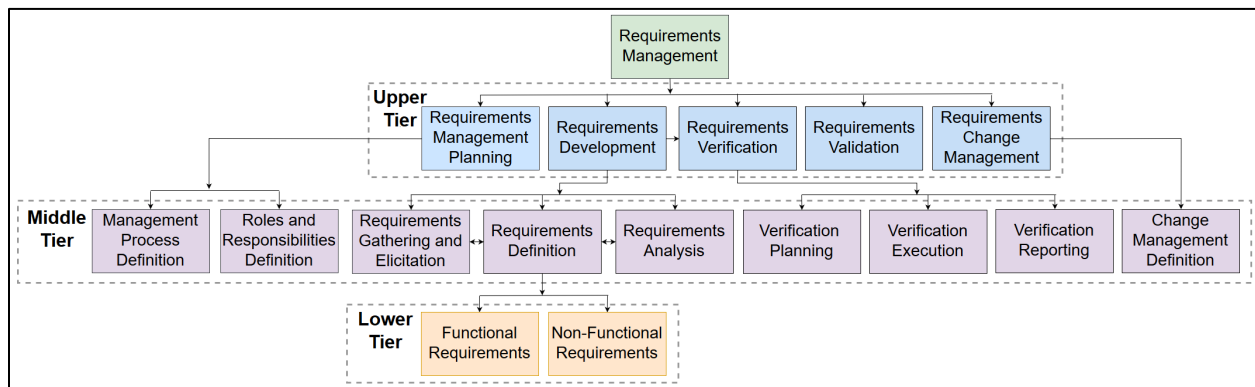 Requirements
Management
Upper
Tier
Requirements
Management
Planning
Requirements
Development
Requirements
Verification
Requirements
Validation
Requirements
Change
Management
Middle
Tier
Management
Process
Definition
Roles and
Responsibilities
Definition
Requirements
Gathering and
Elicitation
Requirements
Definition
Requirements
Analysis
Verification
Planning
Verification
Execution
Verification
Reporting
Change
Management
Definition
Lower
Tier
Functional
Requirements
Non-Functional
Requirements